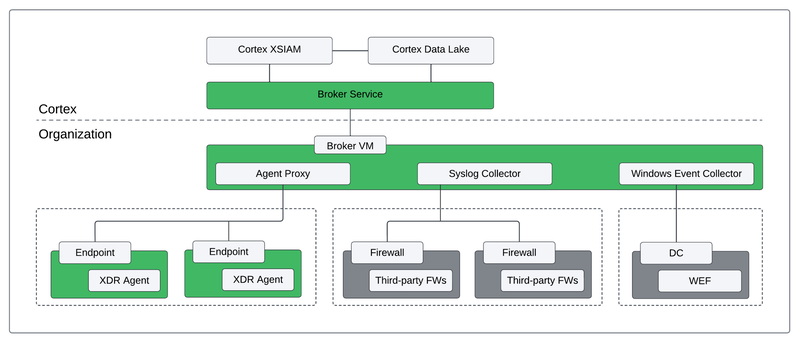 Cortex XSIAM
Cortex Data Lake
Broker Service
Cortex
Organization
Broker VM
Agent Proxy
Syslog Collector
Windows Event Collector
Endpoint
XDR Agent
Endpoint
XDR Agent
Firewall
Third-party FWs
Firewall
Third-party FWs
DC
WEF